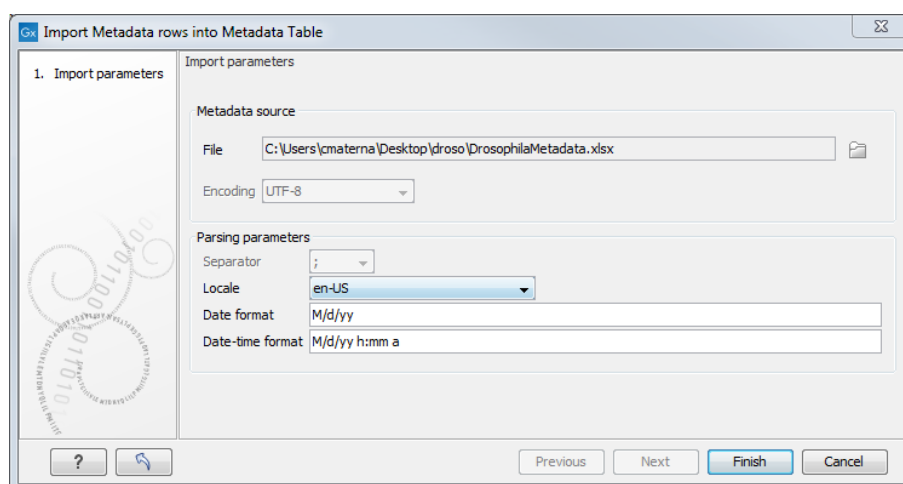 Gx Import Metadata rows into Metadata Table
1. Import parameters
Import parameters
Metadata source
File C:\Users\cmaterna\Desktop\droso\DrosophilaMetadata.xlsx
Encoding UTF-8
Parsing parameters
Separator ;
Locale en-US
Date format M/d/yy
Date-time format M/d/yy h:mm a
? Previous Next Finish Cancel